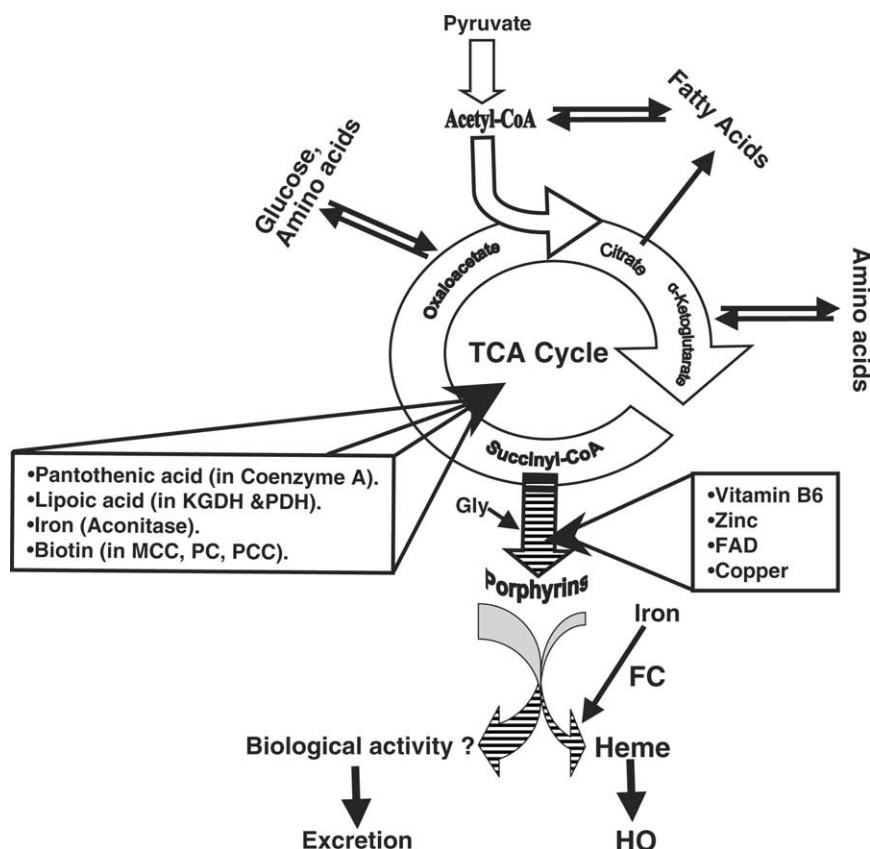 Pyruvate
Acetyl-CoA
Fatty Acids
Glucose,
Amino acids
Oxaloacetate
Citrate
α-Ketoglutarate
Amino acids
TCA Cycle
Succinyl-CoA
•Pantothenic acid (in Coenzyme A).
•Lipoic acid (in KGDH &PDH).
•Iron (Aconitase).
•Biotin (in MCC, PC, PCC).
Gly
•Vitamin B6
•Zinc
•FAD
•Copper
Porphyrins
Iron
FC
Biological activity ?
Heme
Excretion
HO